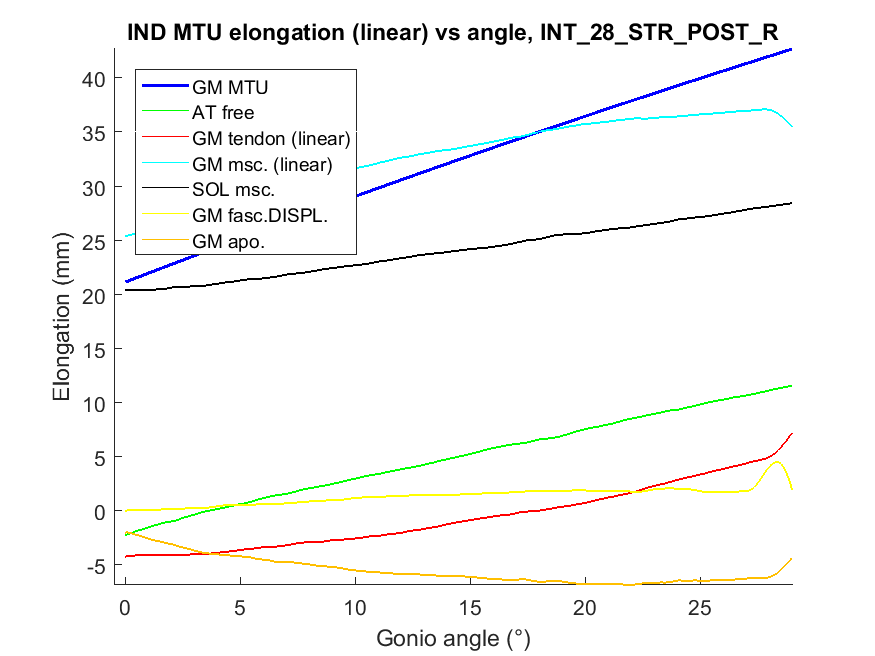 IND MTU elongation (linear) vs angle, INT_28_STR_POST_R
GM MTU
AT free
GM tendon (linear)
GM msc. (linear)
SOL msc.
GM fasc.DISPL.
GM apo.
40
35
30
25
20
15
10
5
0
-5
Elongation (mm)
0 5 10 15 20 25
Gonio angle (°)